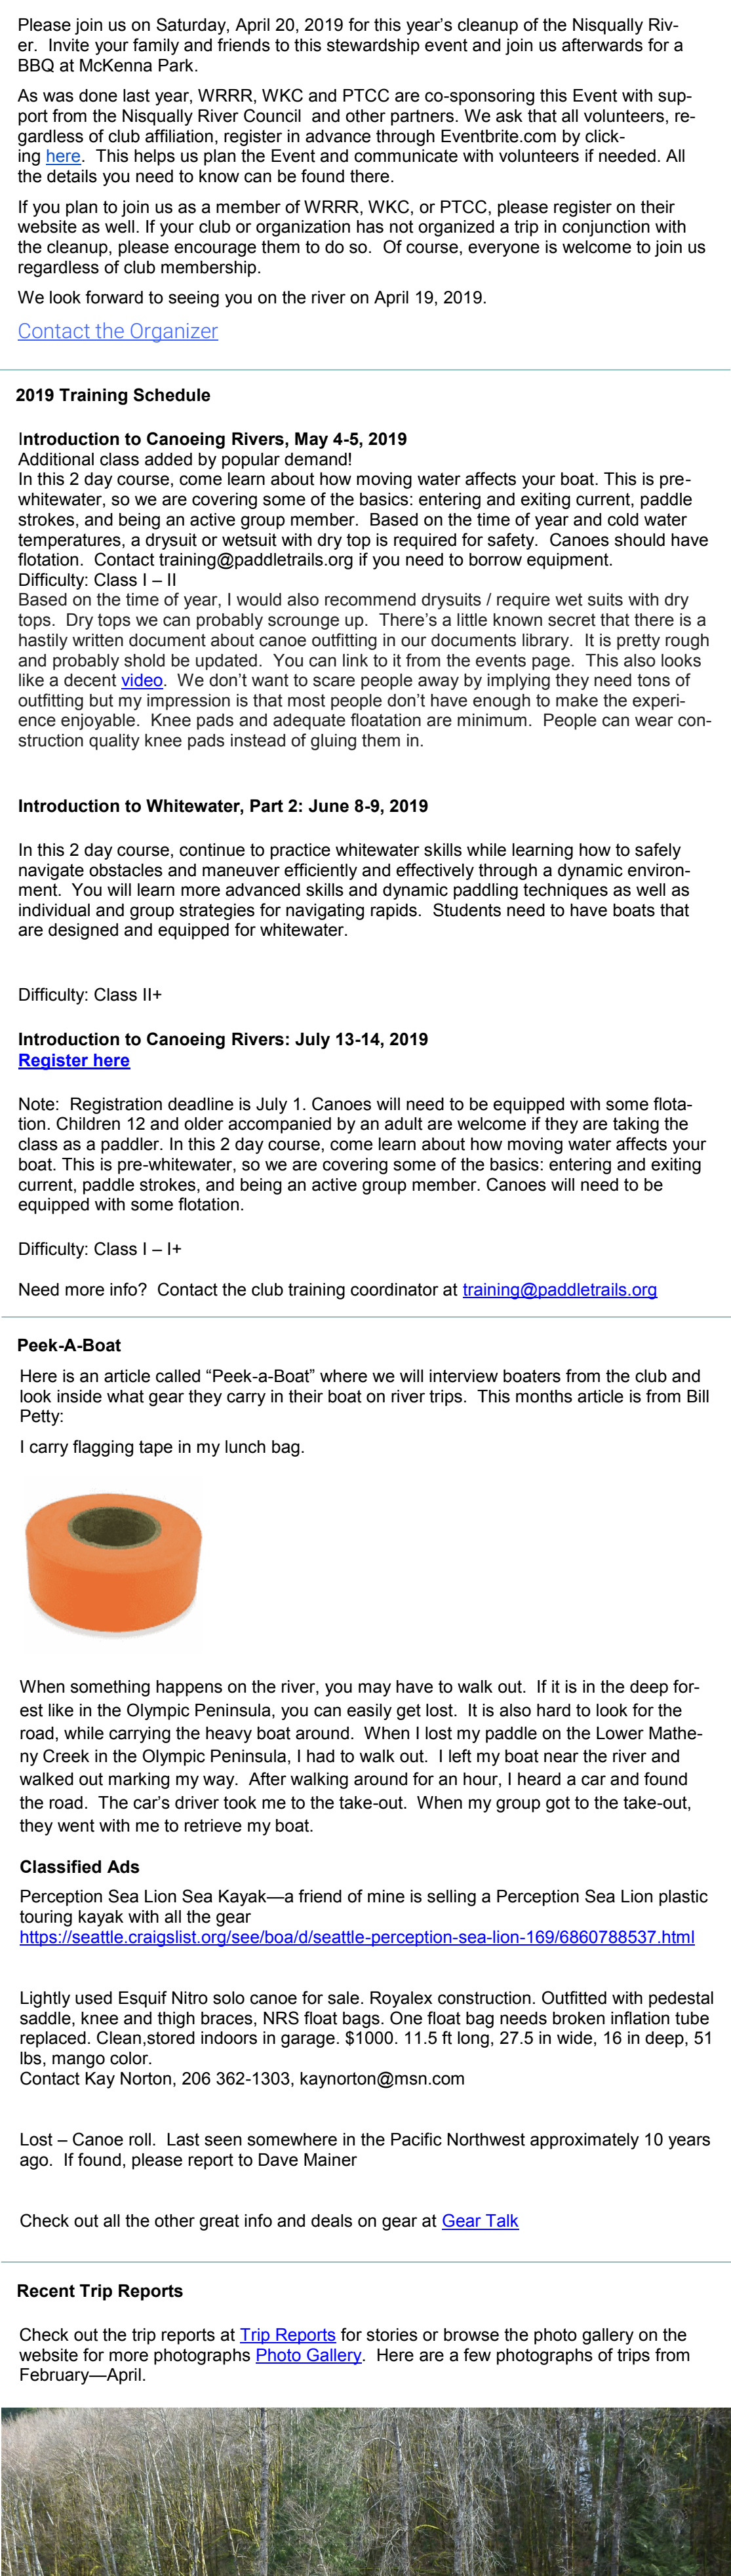 Please join us on Saturday, April 20, 2019 for this year’s cleanup of the Nisqually Riv-
er.  Invite your family and friends to this stewardship event and join us afterwards for a
BBQ at McKenna Park.
As was done last year, WRRR, WKC and PTCC are co-sponsoring this Event with sup-
port from the Nisqually River Council  and other partners. We ask that all volunteers, re-
gardless of club affiliation, register in advance through Eventbrite.com by click-
ing here.  This helps us plan the Event and communicate with volunteers if needed. All
the details you need to know can be found there.
If you plan to join us as a member of WRRR, WKC, or PTCC, please register on their
website as well. If your club or organization has not organized a trip in conjunction with
the cleanup, please encourage them to do so.  Of course, everyone is welcome to join us
regardless of club membership.
We look forward to seeing you on the river on April 19, 2019.
Contact the Organizer
2019 Training Schedule
Introduction to Canoeing Rivers, May 4-5, 2019
Additional class added by popular demand!
In this 2 day course, come learn about how moving water affects your boat. This is pre-
whitewater, so we are covering some of the basics: entering and exiting current, paddle
strokes, and being an active group member.  Based on the time of year and cold water
temperatures, a drysuit or wetsuit with dry top is required for safety.  Canoes should have
flotation.  Contact training@paddletrails.org if you need to borrow equipment.
Difficulty: Class I – II
Based on the time of year, I would also recommend drysuits / require wet suits with dry
tops.  Dry tops we can probably scrounge up.  There’s a little known secret that there is a
hastily written document about canoe outfitting in our documents library.  It is pretty rough
and probably shold be updated.  You can link to it from the events page.  This also looks
like a decent video.  We don’t want to scare people away by implying they need tons of
outfitting but my impression is that most people don’t have enough to make the experi-
ence enjoyable.  Knee pads and adequate floatation are minimum.  People can wear con-
struction quality knee pads instead of gluing them in.
Introduction to Whitewater, Part 2: June 8-9, 2019
In this 2 day course, continue to practice whitewater skills while learning how to safely
navigate obstacles and maneuver efficiently and effectively through a dynamic environ-
ment.  You will learn more advanced skills and dynamic paddling techniques as well as
individual and group strategies for navigating rapids.  Students need to have boats that
are designed and equipped for whitewater.
Difficulty: Class II+
Introduction to Canoeing Rivers: July 13-14, 2019
Register here
Note:  Registration deadline is July 1. Canoes will need to be equipped with some flota-
tion. Children 12 and older accompanied by an adult are welcome if they are taking the
class as a paddler. In this 2 day course, come learn about how moving water affects your
boat. This is pre-whitewater, so we are covering some of the basics: entering and exiting
current, paddle strokes, and being an active group member. Canoes will need to be
equipped with some flotation.
Difficulty: Class I – I+
Need more info?  Contact the club training coordinator at training@paddletrails.org
Peek-A-Boat
Here is an article called “Peek-a-Boat” where we will interview boaters from the club and
look inside what gear they carry in their boat on river trips.  This months article is from Bill
Petty:
I carry flagging tape in my lunch bag.
When something happens on the river, you may have to walk out.  If it is in the deep for-
est like in the Olympic Peninsula, you can easily get lost.  It is also hard to look for the
road, while carrying the heavy boat around.  When I lost my paddle on the Lower Mathe-
ny Creek in the Olympic Peninsula, I had to walk out.  I left my boat near the river and
walked out marking my way.  After walking around for an hour, I heard a car and found
the road.  The car’s driver took me to the take-out.  When my group got to the take-out,
they went with me to retrieve my boat.
Classified Ads
Perception Sea Lion Sea Kayak—a friend of mine is selling a Perception Sea Lion plastic
touring kayak with all the gear
https://seattle.craigslist.org/see/boa/d/seattle-perception-sea-lion-169/6860788537.html
Lightly used Esquif Nitro solo canoe for sale. Royalex construction. Outfitted with pedestal
saddle, knee and thigh braces, NRS float bags. One float bag needs broken inflation tube
replaced. Clean,stored indoors in garage. $1000. 11.5 ft long, 27.5 in wide, 16 in deep, 51
lbs, mango color.
Contact Kay Norton, 206 362-1303, kaynorton@msn.com
Lost – Canoe roll.  Last seen somewhere in the Pacific Northwest approximately 10 years
ago.  If found, please report to Dave Mainer
Check out all the other great info and deals on gear at Gear Talk
Recent Trip Reports
Check out the trip reports at Trip Reports for stories or browse the photo gallery on the
website for more photographs Photo Gallery.  Here are a few photographs of trips from
February—April.